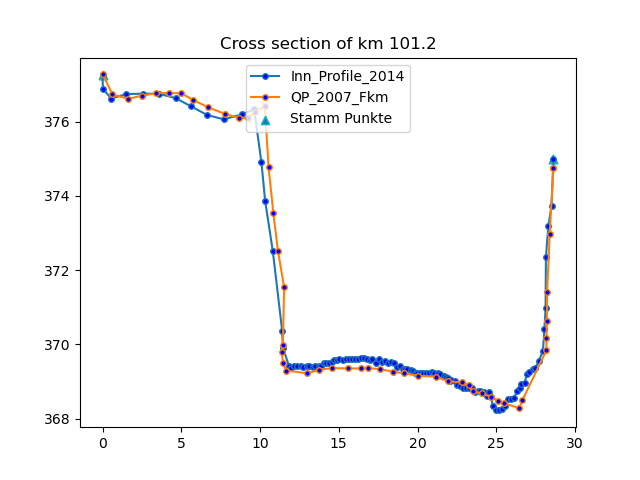 Cross section of km 101.2
Inn_Profile_2014
QP_2007_Fkm
Stamm Punkte
376
374
372
370
368
0 5 10 15 20 25 30